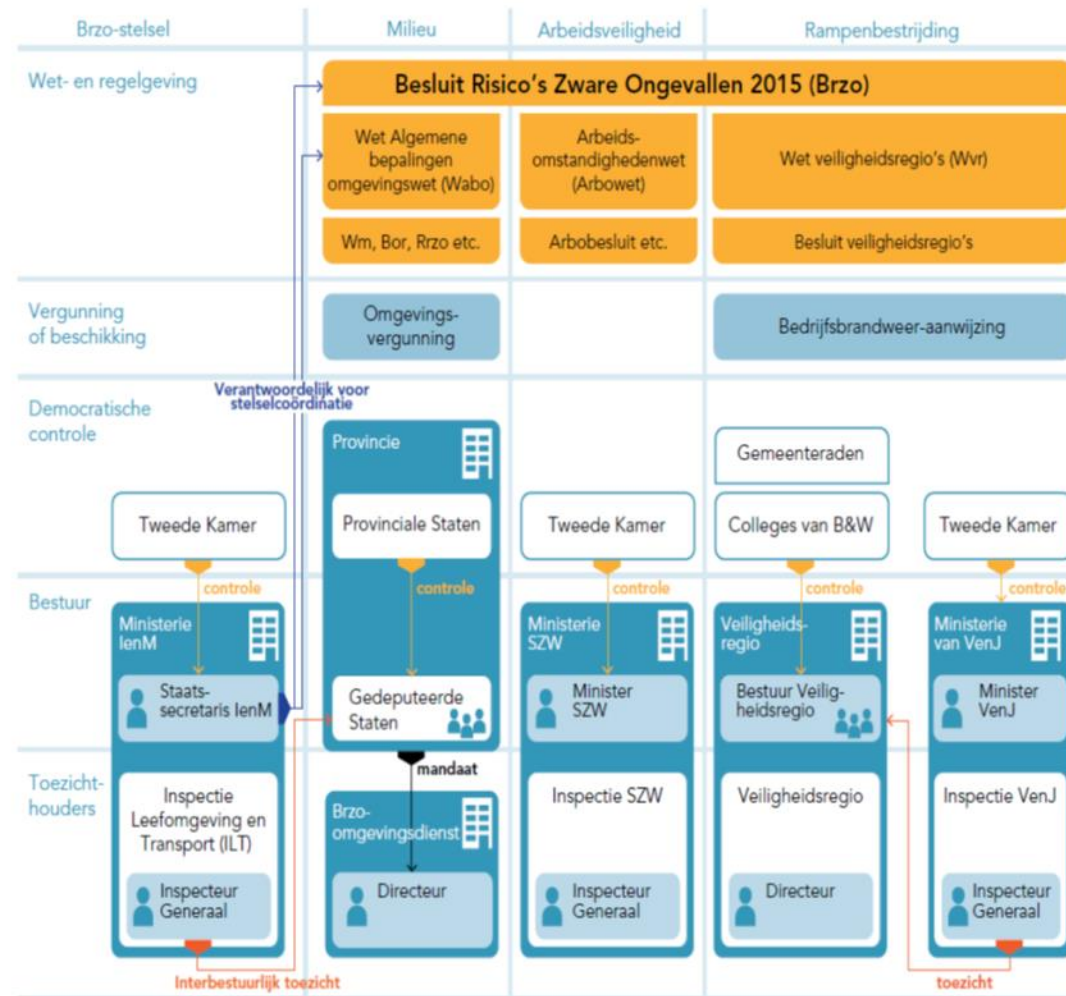 Brzo-stelsel
Milieu
Arbeidsveiligheid
Rampenbestrijding
Wet- en regelgeving
Besluit Risico's Zware Ongevallen 2015 (Brzo)
Wet Algemene
bepalingen
omgevingswet (Wabo)
Arbeids-
omstandighedenwet
(Arbowet)
Wet veiligheidsregio's (Wvr)
Wm, Bor, Rrzo etc.
Arbobesluit etc.
Besluit veiligheidsregio's
Vergunning
of beschikking
Omgevings-
vergunning
Bedrijfsbrandweer-aanwijzing
Verantwoordelijk voor
stelselcoördinatie
Democratische
controle
Provincie
Gemeenteraden
Tweede Kamer
Provinciale Staten
Tweede Kamer
Colleges van B&W
Tweede Kamer
controle
controle
controle
controle
controle
Bestuur
Ministerie
IenM
Staats-
secretaris IenM
Gedeputeerde
Staten
Ministerie
SZW
Minister
SZW
Veiligheids-
regio
Bestuur Veilig-
heidsregio
Ministerie
van VenJ
Minister
VenJ
mandaat
Toezicht-
houders
Inspectie
Leefomgeving en
Transport (ILT)
Inspecteur
Generaal
Brzo-
omgevingsdienst
Directeur
Inspectie SZW
Inspecteur
Generaal
Veiligheidsregio
Directeur
Inspectie VenJ
Inspecteur
Generaal
Interbestuurlijk toezicht
toezicht